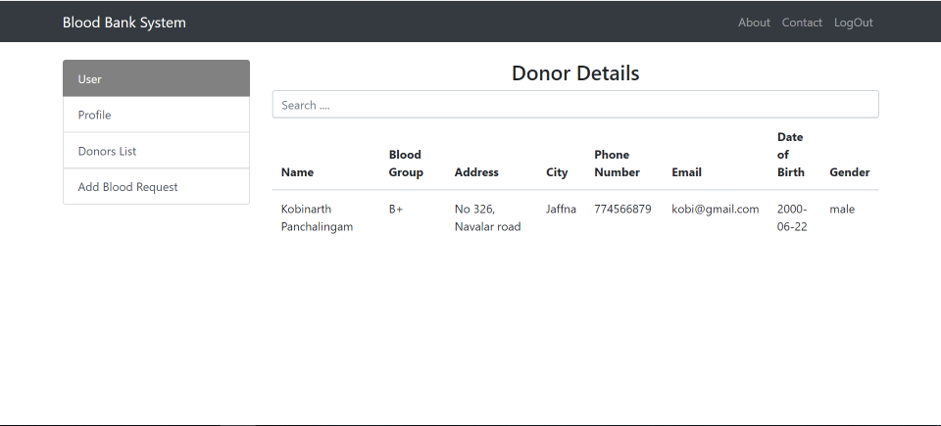 Blood Bank System About Contact LogOut
User
Profile
Donors List
Add Blood Request
Donor Details
Search ....
Name Blood Group Address City Phone Number Email Date of Birth Gender
Kobinarth Panchalingam B+ No 326, Navalar road Jaffna 774566879 kobi@gmail.com 2000-06-22 male